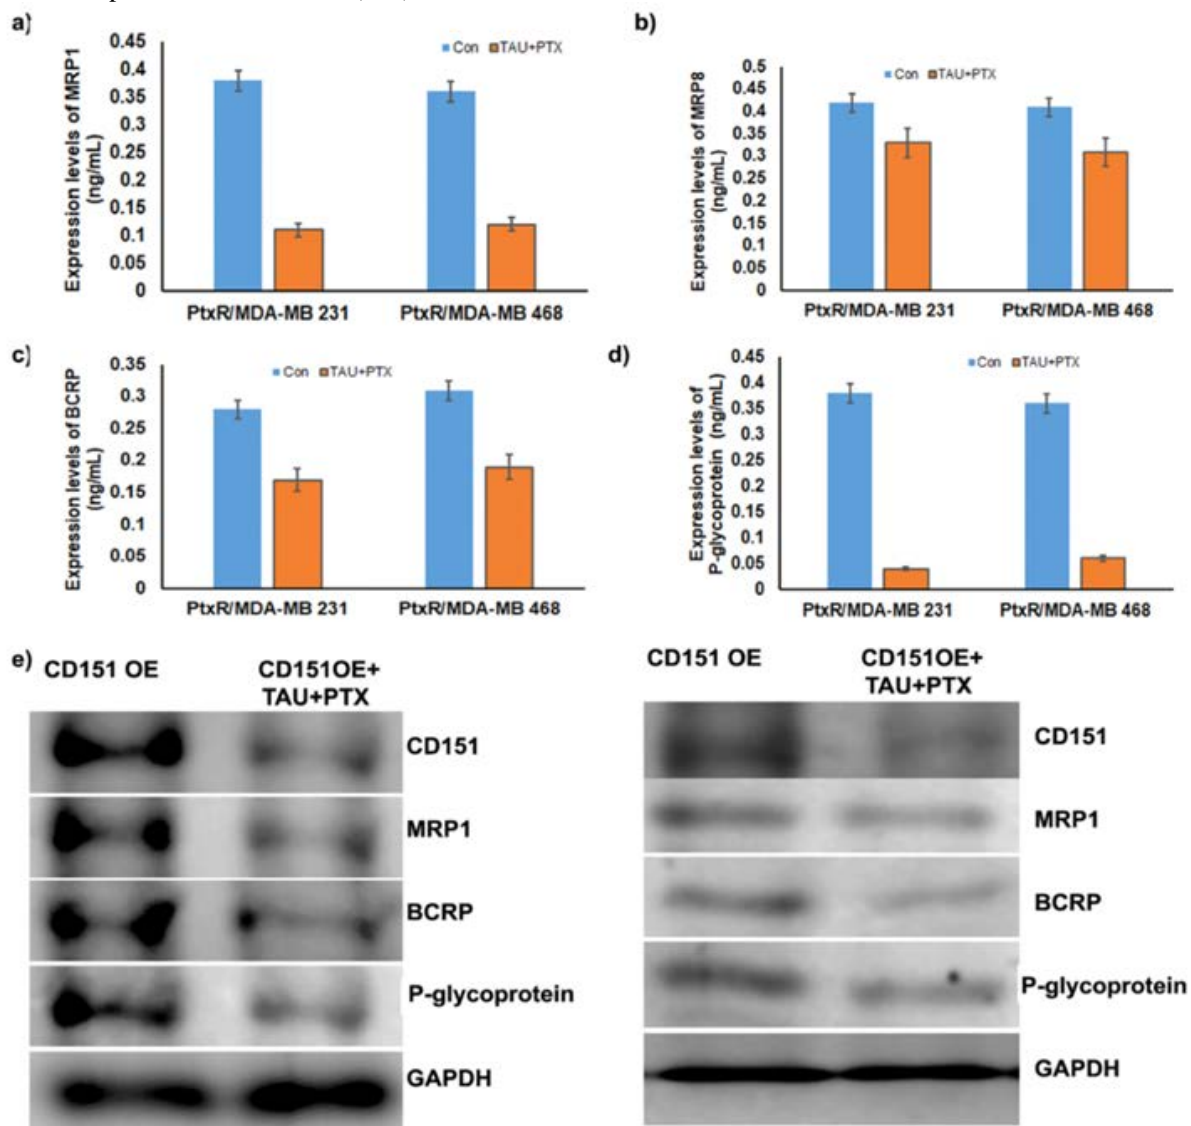 a)
0.45
0.4
0.35
0.3
0.25
0.2
0.15
0.1
0.05
0
Expression levels of MRP1
(ng/mL)
Con TAU+PTX
PtxR/MDA-MB 231 PtxR/MDA-MB 468
b)
0.5
0.45
0.4
0.35
0.3
0.25
0.2
0.15
0.1
0.05
0
Expression levels of MRP8
(ng/mL)
Con TAU+PTX
PtxR/MDA-MB 231 PtxR/MDA-MB 468
c)
0.35
0.3
0.25
0.2
0.15
0.1
0.05
0
Expression levels of BCRP
(ng/mL)
Con TAU+PTX
PtxR/MDA-MB 231 PtxR/MDA-MB 468
d)
0.45
0.4
0.35
0.3
0.25
0.2
0.15
0.1
0.05
0
Expression levels of
P-glycoprotein (ng/mL)
Con TAU+PTX
PtxR/MDA-MB 231 PtxR/MDA-MB 468
e)
CD151 OE CD151OE+
TAU+PTX
CD151
MRP1
BCRP
P-glycoprotein
GAPDH
CD151 OE CD151OE+
TAU+PTX
CD151
MRP1
BCRP
P-glycoprotein
GAPDH